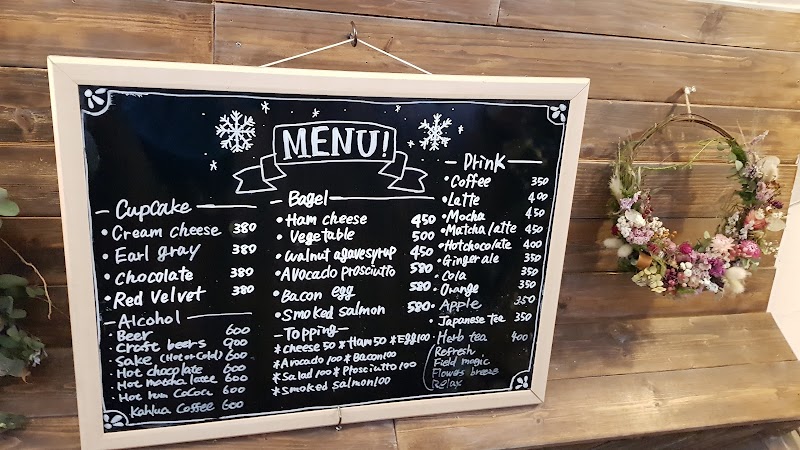 MENU!
- CupCake -
• Cream cheese 380
• Earl gray 380
• chocolate 380
• Red velvet 380
- Alcohol -
• Beer 600
• Craft beers 900
• Sake (Hot or Cold) 600
• Hot chocolate 600
• Hot matcha latte 600
• Hot rum Cocoa 600
Kahlua Coffee 600
- Bagel -
• Ham cheese 450
Vegetable 500
• walnut agavesyrup 450
• Avocado prosciutto 580
• Bacon egg 580
• Smoked salmon 580
- Topping -
* cheese 50 * Ham 50 * Egg 100
* Avocado 100 * Bacon 100
* Salad 100 * Phosciutto 100
* Smoked salmon 100
- Drink -
• Coffee 350
• Latte 400
• Mocha 450
• Matcha latte 450
• Hotchocolate 400
• Ginger ale 350
• Cola 350
• Orange 350
• Apple 350
• Japanese tea 350
• Herb tea 400
Refresh
Field magic
Flowers breeze
Relax